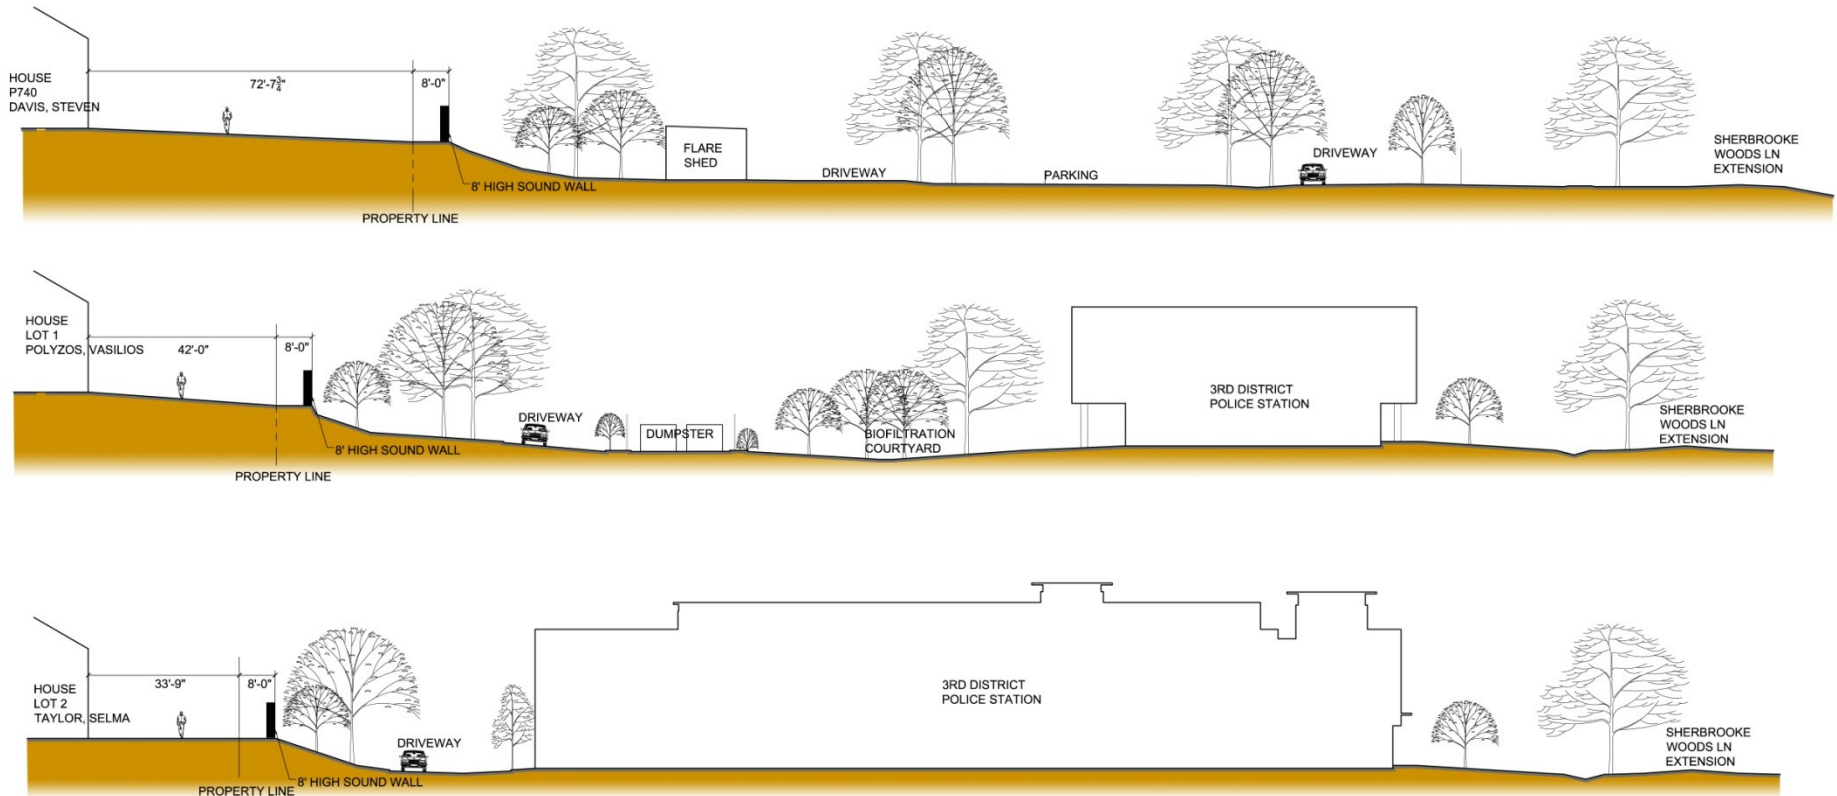 HOUSE
P740
DAVIS, STEVEN
72'-7¾"
8'-0"
8' HIGH SOUND WALL
PROPERTY LINE
FLARE
SHED
DRIVEWAY
PARKING
DRIVEWAY
SHERBROOKE
WOODS LN
EXTENSION
HOUSE
LOT 1
POLYZOS, VASILIOS
42'-0"
8'-0"
8' HIGH SOUND WALL
PROPERTY LINE
DRIVEWAY
DUMPSTER
BIOFILTRATION
COURTYARD
3RD DISTRICT
POLICE STATION
SHERBROOKE
WOODS LN
EXTENSION
HOUSE
LOT 2
TAYLOR, SELMA
33'-9"
8'-0"
8' HIGH SOUND WALL
PROPERTY LINE
DRIVEWAY
3RD DISTRICT
POLICE STATION
SHERBROOKE
WOODS LN
EXTENSION